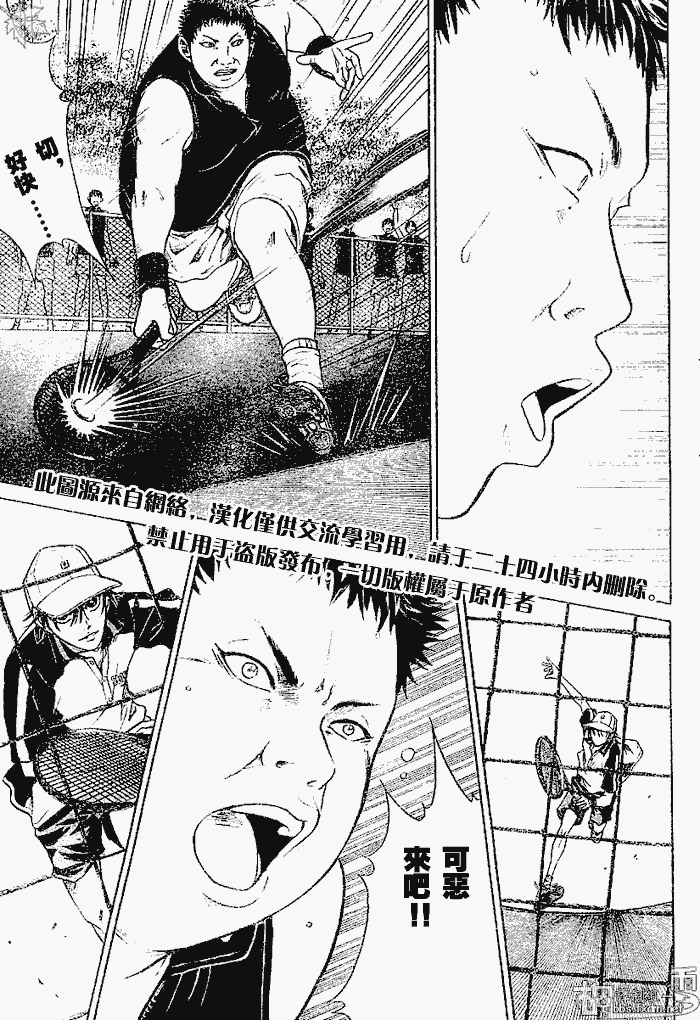 切，
好快……
此圖源來自網絡，漢化僅供交流學習用，請于二十四小時內刪除。
禁止用于盜版發布，一切版權屬于原作者
可惡
來吧!!